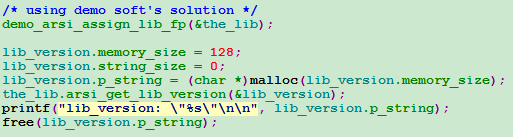 /* using demo soft's solution */
demo_arsi_assign_lib_fp(&the_lib);
lib_version.memory_size = 128;
lib_version.string_size = 0;
lib_version.p_string = (char *)malloc(lib_version.memory_size);
the_lib.arsi_get_lib_version(&lib_version);
printf("lib_version: \"%s\"\n\n", lib_version.p_string);
free(lib_version.p_string);